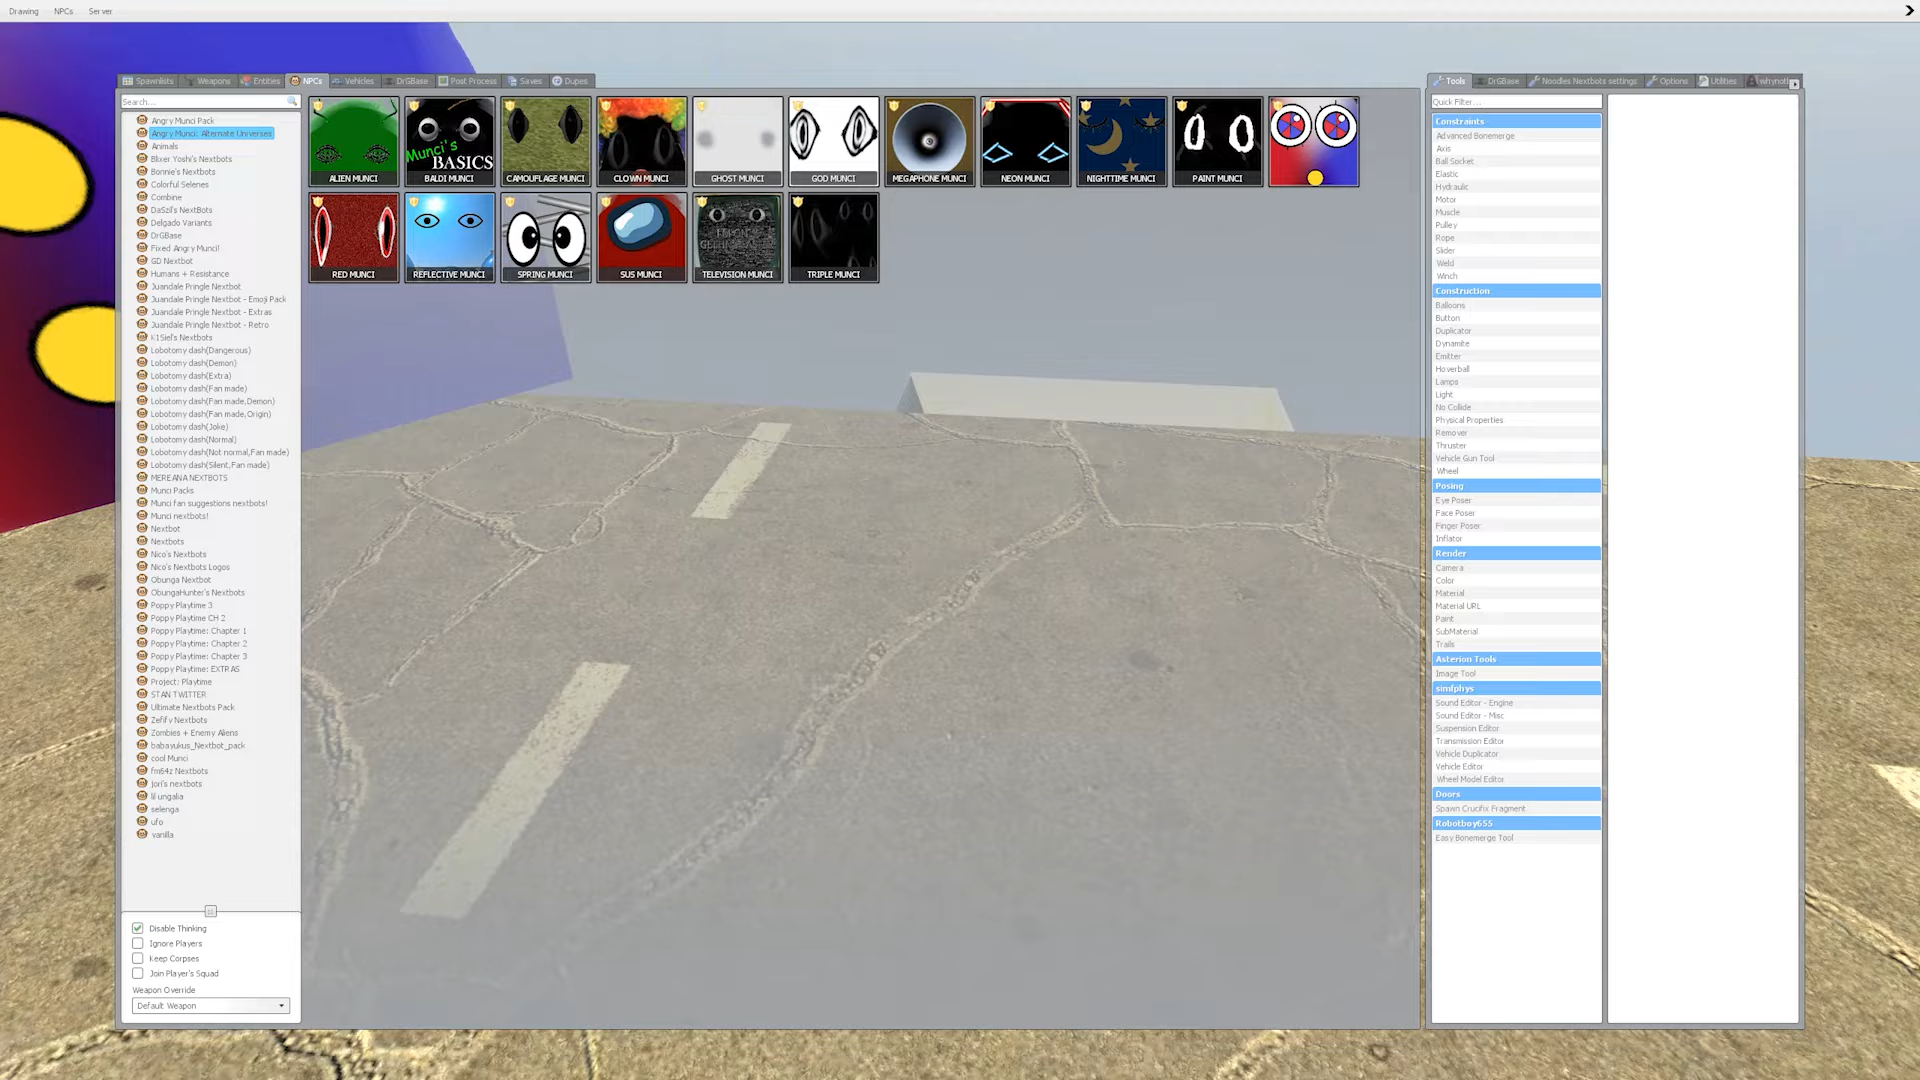 Drawing NPCs Server
Spawnlists Weapons Entities NPCs Vehicles DrGBase Post Process Saves Dupes
Search...
Angry Munci Pack
Angry Munci: Alternate Universes
Animals
Blixer Yoshi's Nextbots
Bonnie's Nextbots
Colorful Selenes
Combine
DaSzil's NextBots
Delgado Variants
DrGBase
Fixed Angry Munci!
GD Nextbot
Humans + Resistance
Juandale Pringle Nextbot
Juandale Pringle Nextbot - Emoji Pack
Juandale Pringle Nextbot - Extras
Juandale Pringle Nextbot - Retro
K1Siel's Nextbots
Lobotomy dash(Dangerous)
Lobotomy dash(Demon)
Lobotomy dash(Extra)
Lobotomy dash(Fan made)
Lobotomy dash(Fan made,Demon)
Lobotomy dash(Fan made,Origin)
Lobotomy dash(Joke)
Lobotomy dash(Normal)
Lobotomy dash(Not normal,Fan made)
Lobotomy dash(Silent,Fan made)
MEREANA NEXTBOTS
Munci Packs
Munci fan suggestions nextbots!
Munci nextbots!
Nextbot
Nextbots
Nico's Nextbots
Nico's Nextbots Logos
Obunga Nextbot
ObungaHunter's Nextbots
Poppy Playtime 3
Poppy Playtime CH 2
Poppy Playtime: Chapter 1
Poppy Playtime: Chapter 2
Poppy Playtime: Chapter 3
Poppy Playtime: EXTRAS
Project: Playtime
STAN TWITTER
Ultimate Nextbots Pack
Zefify Nextbots
Zombies + Enemy Aliens
babayukus_Nextbot_pack
cool Munci
fm64z Nextbots
jori's nextbots
lil ungalia
selenga
ufo
vanilla
Disable Thinking
Ignore Players
Keep Corpses
Join Player's Squad
Weapon Override
Default Weapon
Munci's
BASICS
ALIEN MUNCI BALDI MUNCI CAMOUFLAGE MUNCI CLOWN MUNCI GHOST MUNCI GOD MUNCI MEGAPHONE MUNCI NEON MUNCI NIGHTTIME MUNCI PAINT MUNCI
RED MUNCI REFLECTIVE MUNCI SPRING MUNCI SUS MUNCI TELEVISION MUNCI TRIPLE MUNCI
Tools DrGBase Noodles Nextbots settings Options Utilities whynoth
Quick Filter...
Constraints
Advanced Bonemerge
Axis
Ball Socket
Elastic
Hydraulic
Motor
Muscle
Pulley
Rope
Slider
Weld
Winch
Construction
Balloons
Button
Duplicator
Dynamite
Emitter
Hoverball
Lamps
Light
No Collide
Physical Properties
Remover
Thruster
Vehicle Gun Tool
Wheel
Posing
Eye Poser
Face Poser
Finger Poser
Inflator
Render
Camera
Color
Material
Material URL
Paint
SubMaterial
Trails
Asterion Tools
Image Tool
simfphys
Sound Editor - Engine
Sound Editor - Misc
Suspension Editor
Transmission Editor
Vehicle Duplicator
Vehicle Editor
Wheel Model Editor
Doors
Spawn Crucifix Fragment
Robotboy655
Easy Bonemerge Tool